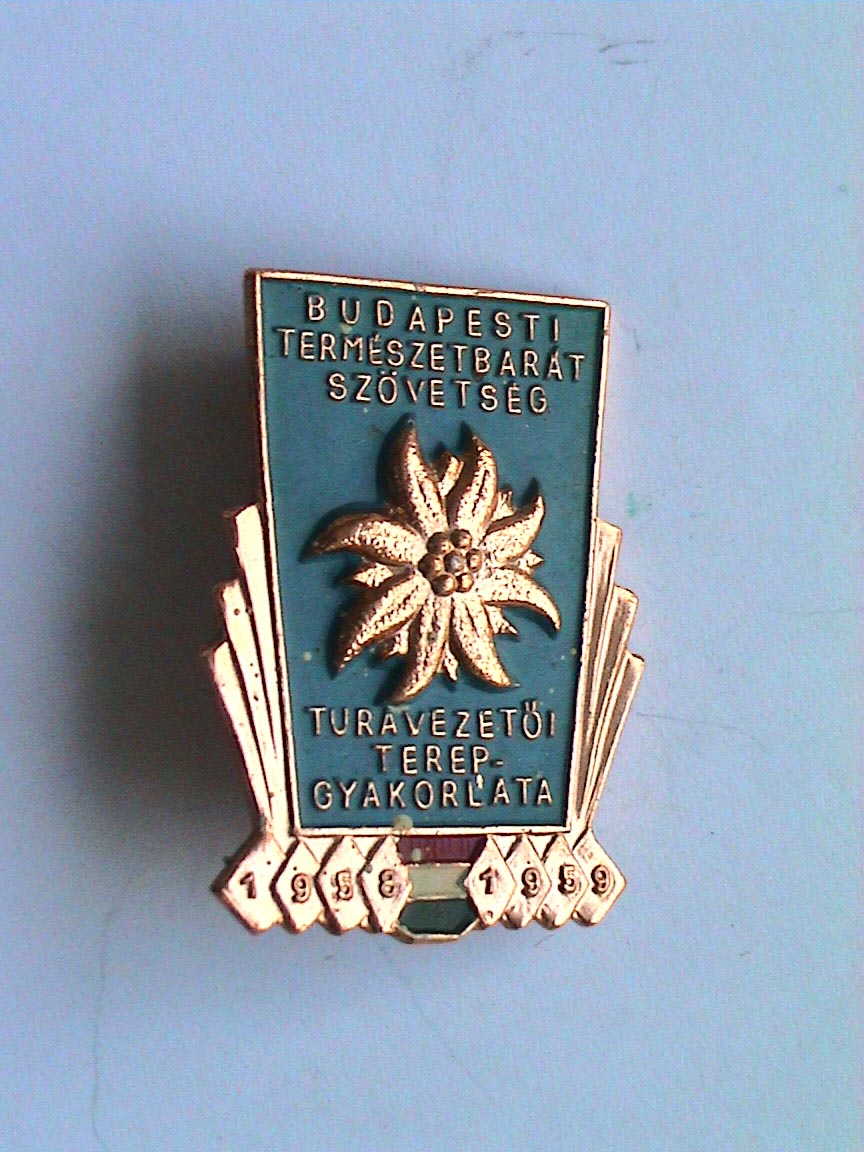 BUDAPESTI
TERMÉSZETBARÁT
SZÖVETSÉG
TURAVEZETŐI
TEREP-
GYAKORLATA
1958 1959